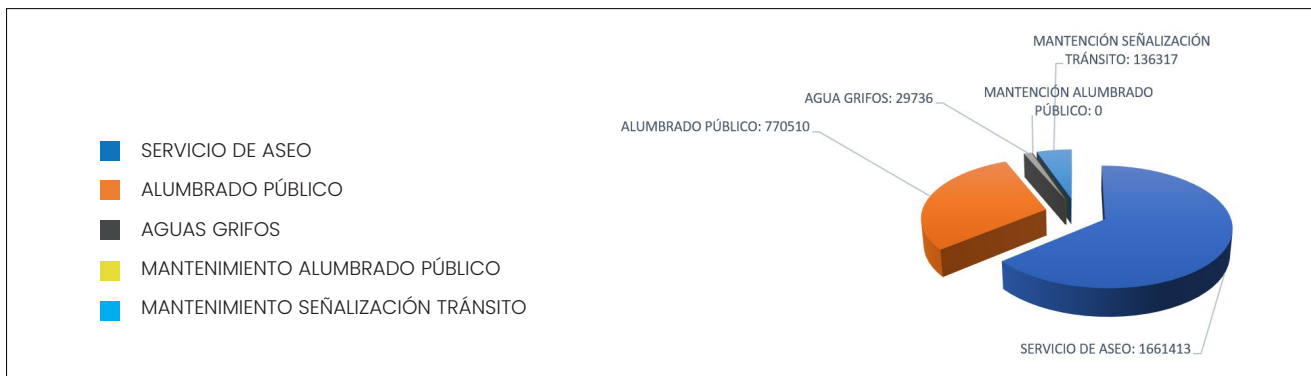 SERVICIO DE ASEO
ALUMBRADO PÚBLICO
AGUAS GRIFOS
MANTENIMIENTO ALUMBRADO PÚBLICO
MANTENIMIENTO SEÑALIZACIÓN TRÁNSITO
MANTENCIÓN SEÑALIZACIÓN
TRÁNSITO: 136317
MANTENCIÓN ALUMBRADO
PÚBLICO: 0
AGUA GRIFOS: 29736
ALUMBRADO PÚBLICO: 770510
SERVICIO DE ASEO: 1661413